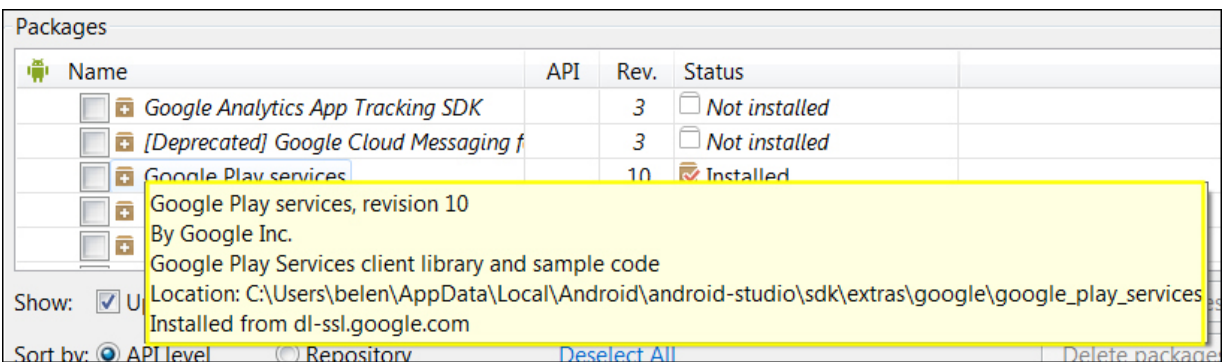 Packages
Name API Rev. Status
Google Analytics App Tracking SDK 3 Not installed
[Deprecated] Google Cloud Messaging 3 Not installed
Google Play services 10 Installed
Google Play services, revision 10
By Google Inc.
Google Play Services client library and sample code
Location: C:\Users\belen\AppData\Local\Android\android-studio\sdk\extras\google\google_play_services
Installed from dl-ssl.google.com
Show:
Sort by: API level Repository Deselect All Delete package